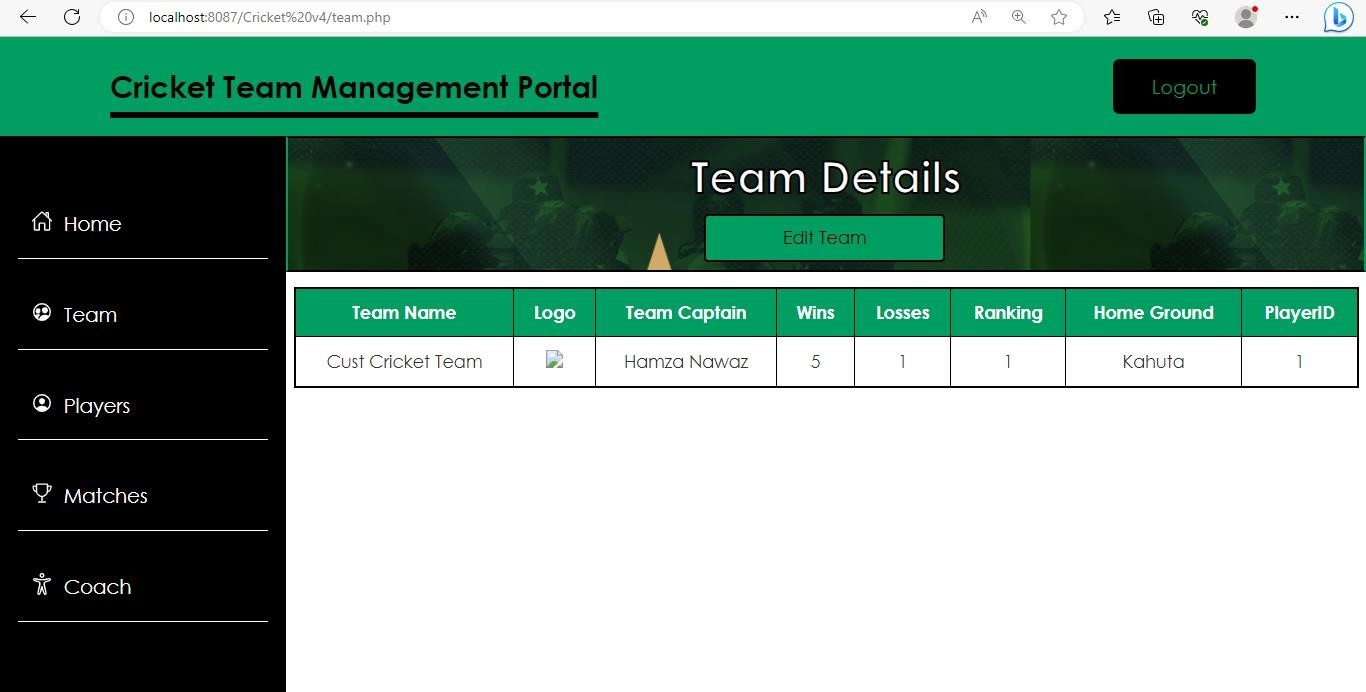 localhost:8087/Cricket%20v4/team.php
Cricket Team Management Portal
Logout
Home
Team
Players
Matches
Coach
Team Details
Edit Team
Team Name Logo Team Captain Wins Losses Ranking Home Ground PlayerID
Cust Cricket Team Hamza Nawaz 5 1 1 Kahuta 1